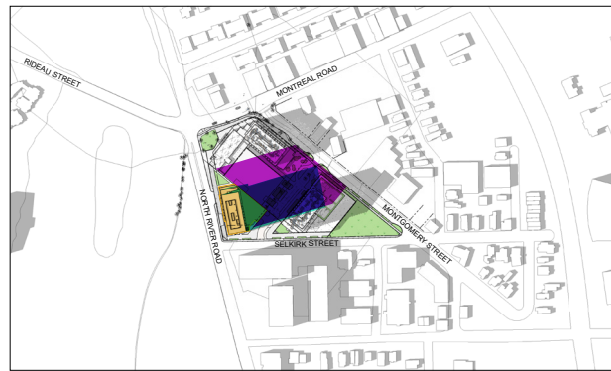 RIDEAU STREET
MONTREAL ROAD
NORTH RIVER ROAD
MONTGOMERY STREET
SELKIRK STREET